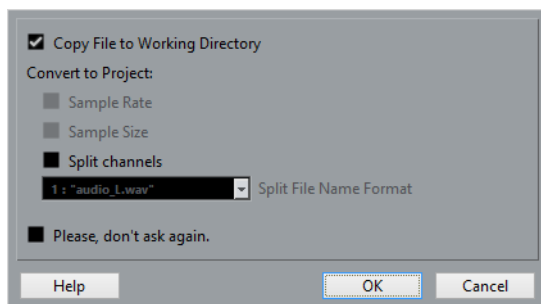 Copy File to Working Directory
Convert to Project:
Sample Rate
Sample Size
Split channels
1 : "audio_L.wav" Split File Name Format
Please, don't ask again.
Help OK Cancel